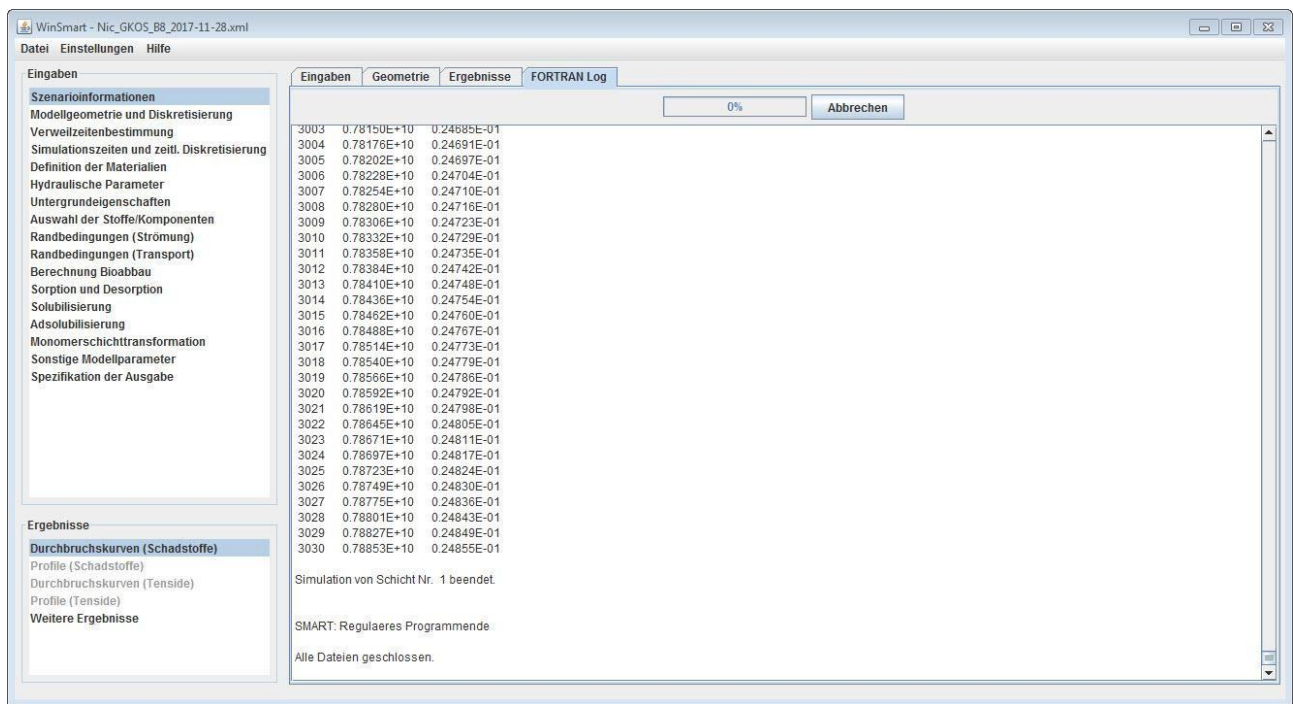 WinSmart - Nic_GKOS_B8_2017-11-28.xml
Datei Einstellungen Hilfe
Eingaben
Szenarioinformationen
Modellgeometrie und Diskretisierung
Verweilzeitenbestimmung
Simulationszeiten und zeitl. Diskretisierung
Definition der Materialien
Hydraulische Parameter
Untergrundeigenschaften
Auswahl der Stoffe/Komponenten
Randbedingungen (Strömung)
Randbedingungen (Transport)
Berechnung Bioabbau
Sorption und Desorption
Solubilisierung
Adsolubilisierung
Monomerschichttransformation
Sonstige Modellparameter
Spezifikation der Ausgabe
Ergebnisse
Durchbruchskurven (Schadstoffe)
Profile (Schadstoffe)
Durchbruchskurven (Tenside)
Profile (Tenside)
Weitere Ergebnisse
Eingaben Geometrie Ergebnisse FORTRAN Log
0% Abbrechen
3003 0.78150E+10 0.24685E-01
3004 0.78176E+10 0.24691E-01
3005 0.78202E+10 0.24697E-01
3006 0.78228E+10 0.24704E-01
3007 0.78254E+10 0.24710E-01
3008 0.78280E+10 0.24716E-01
3009 0.78306E+10 0.24723E-01
3010 0.78332E+10 0.24729E-01
3011 0.78358E+10 0.24735E-01
3012 0.78384E+10 0.24742E-01
3013 0.78410E+10 0.24748E-01
3014 0.78436E+10 0.24754E-01
3015 0.78462E+10 0.24760E-01
3016 0.78488E+10 0.24767E-01
3017 0.78514E+10 0.24773E-01
3018 0.78540E+10 0.24779E-01
3019 0.78566E+10 0.24786E-01
3020 0.78592E+10 0.24792E-01
3021 0.78619E+10 0.24798E-01
3022 0.78645E+10 0.24805E-01
3023 0.78671E+10 0.24811E-01
3024 0.78697E+10 0.24817E-01
3025 0.78723E+10 0.24824E-01
3026 0.78749E+10 0.24830E-01
3027 0.78775E+10 0.24836E-01
3028 0.78801E+10 0.24843E-01
3029 0.78827E+10 0.24849E-01
3030 0.78853E+10 0.24855E-01
Simulation von Schicht Nr. 1 beendet.
SMART: Regulaeres Programmende
Alle Dateien geschlossen.